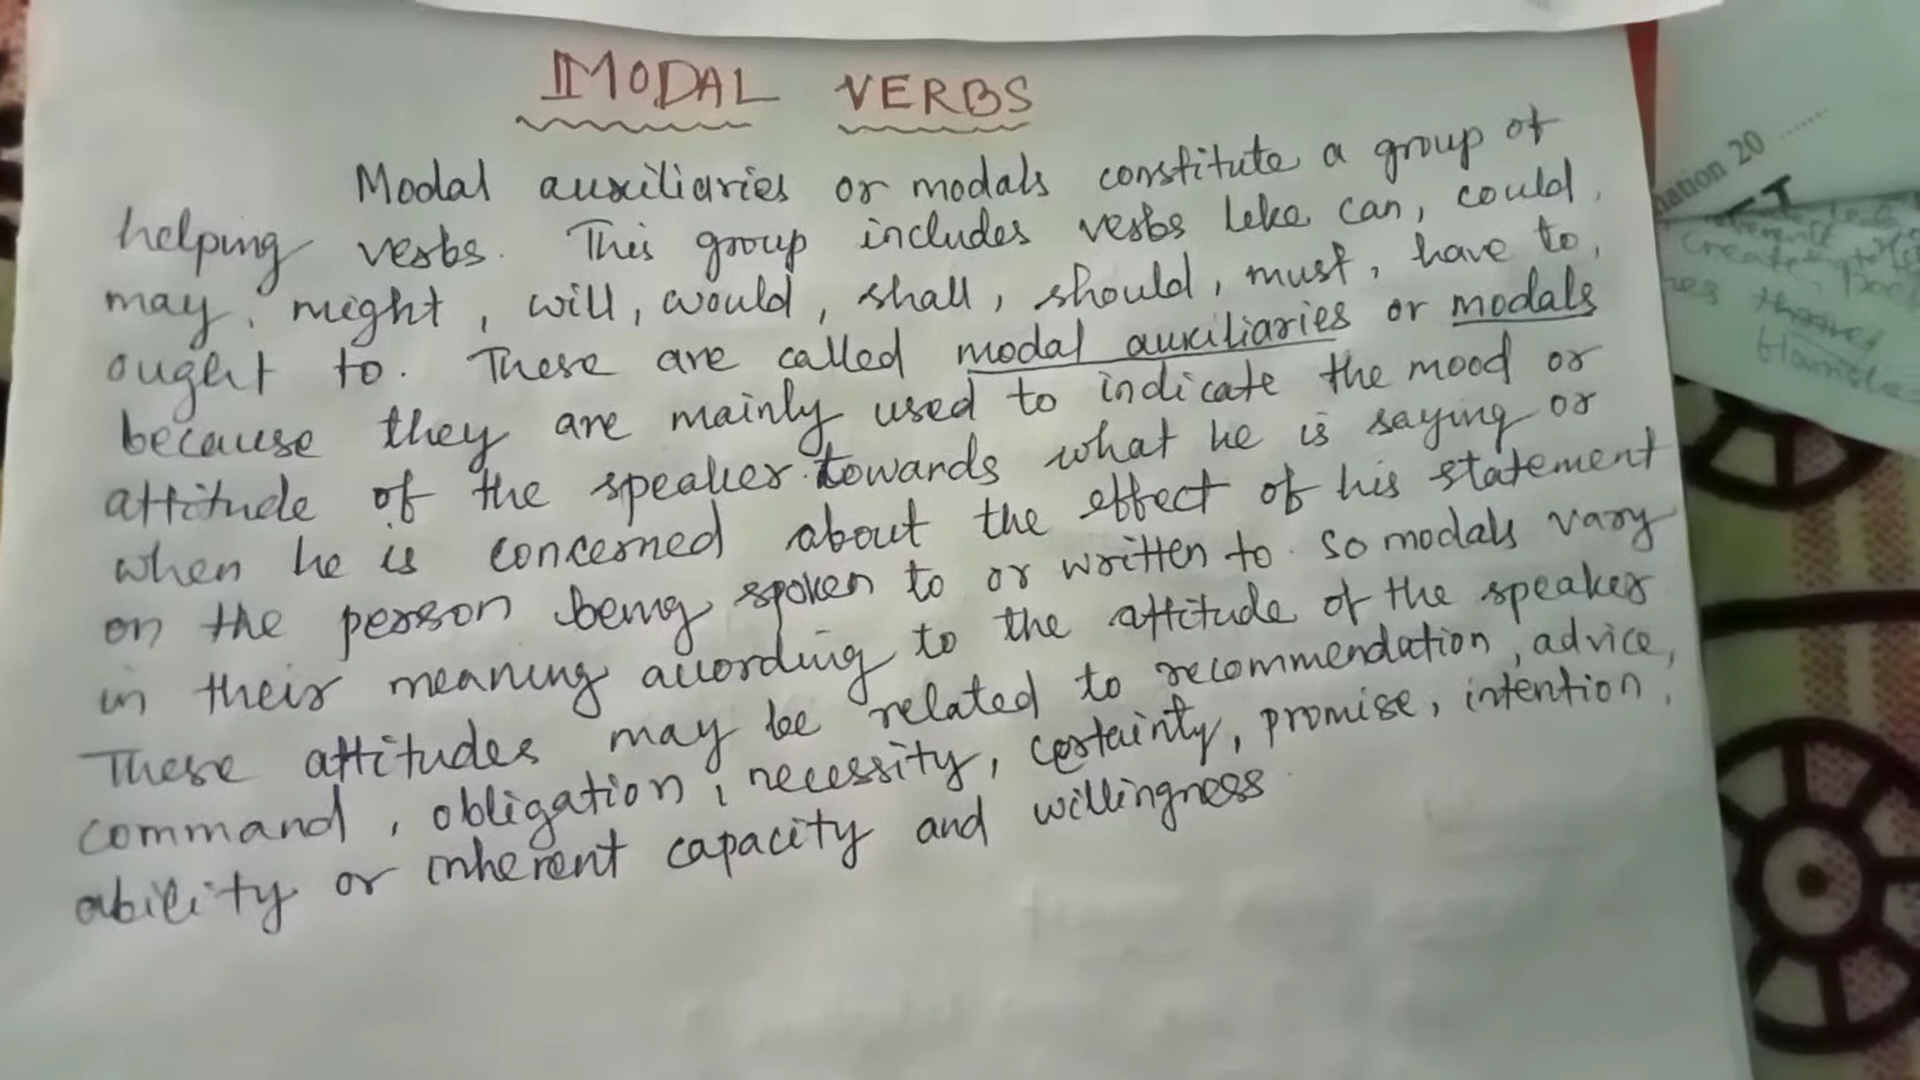 MODAL VERBS
Modal auxiliaries or modals constitute a group of
helping verbs. This group includes verbs like can, could,
may, might, will, would, shall, should, must, have to,
ought to. These are called modal auxiliaries or modals
because they are mainly used to indicate the mood or
attitude of the speaker towards what he is saying or
when he is concerned about the effect of his statement
on the person being spoken to or written to. So modals vary
in their meaning according to the attitude of the speaker
These attitudes may be related to recommendation, advice,
command, obligation, necessity, certainty, promise, intention,
ability or inherent capacity and willingness
nation 20 ........